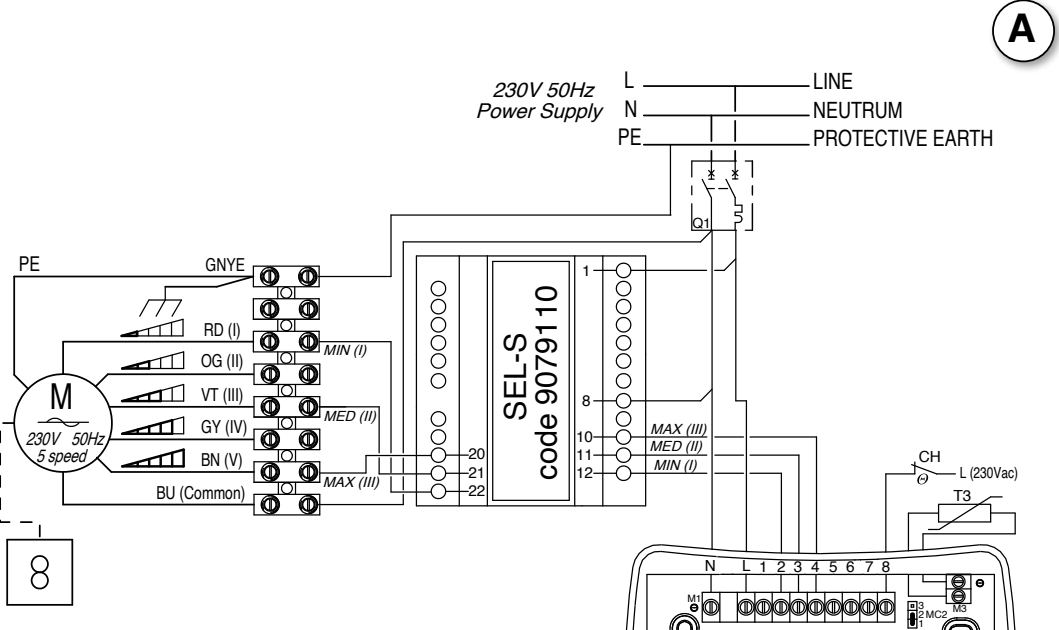 A
230V 50Hz
Power Supply
L
LINE
N
NEUTRUM
PE
PROTECTIVE EARTH
Q1
PE
GNYE
RD (I)
MIN (I)
OG (II)
VT (III)
MED (II)
GY (IV)
BN (V)
MAX (III)
BU (Common)
M
230V 50Hz
5 speed
SEL-S
code 9079110
1
8
10
11
12
20
21
22
MAX (III)
MED (II)
MIN (I)
CH
L (230Vac)
T3
N L 1 2 3 4 5 6 7 8
M1
3
2
1
MC2
M3